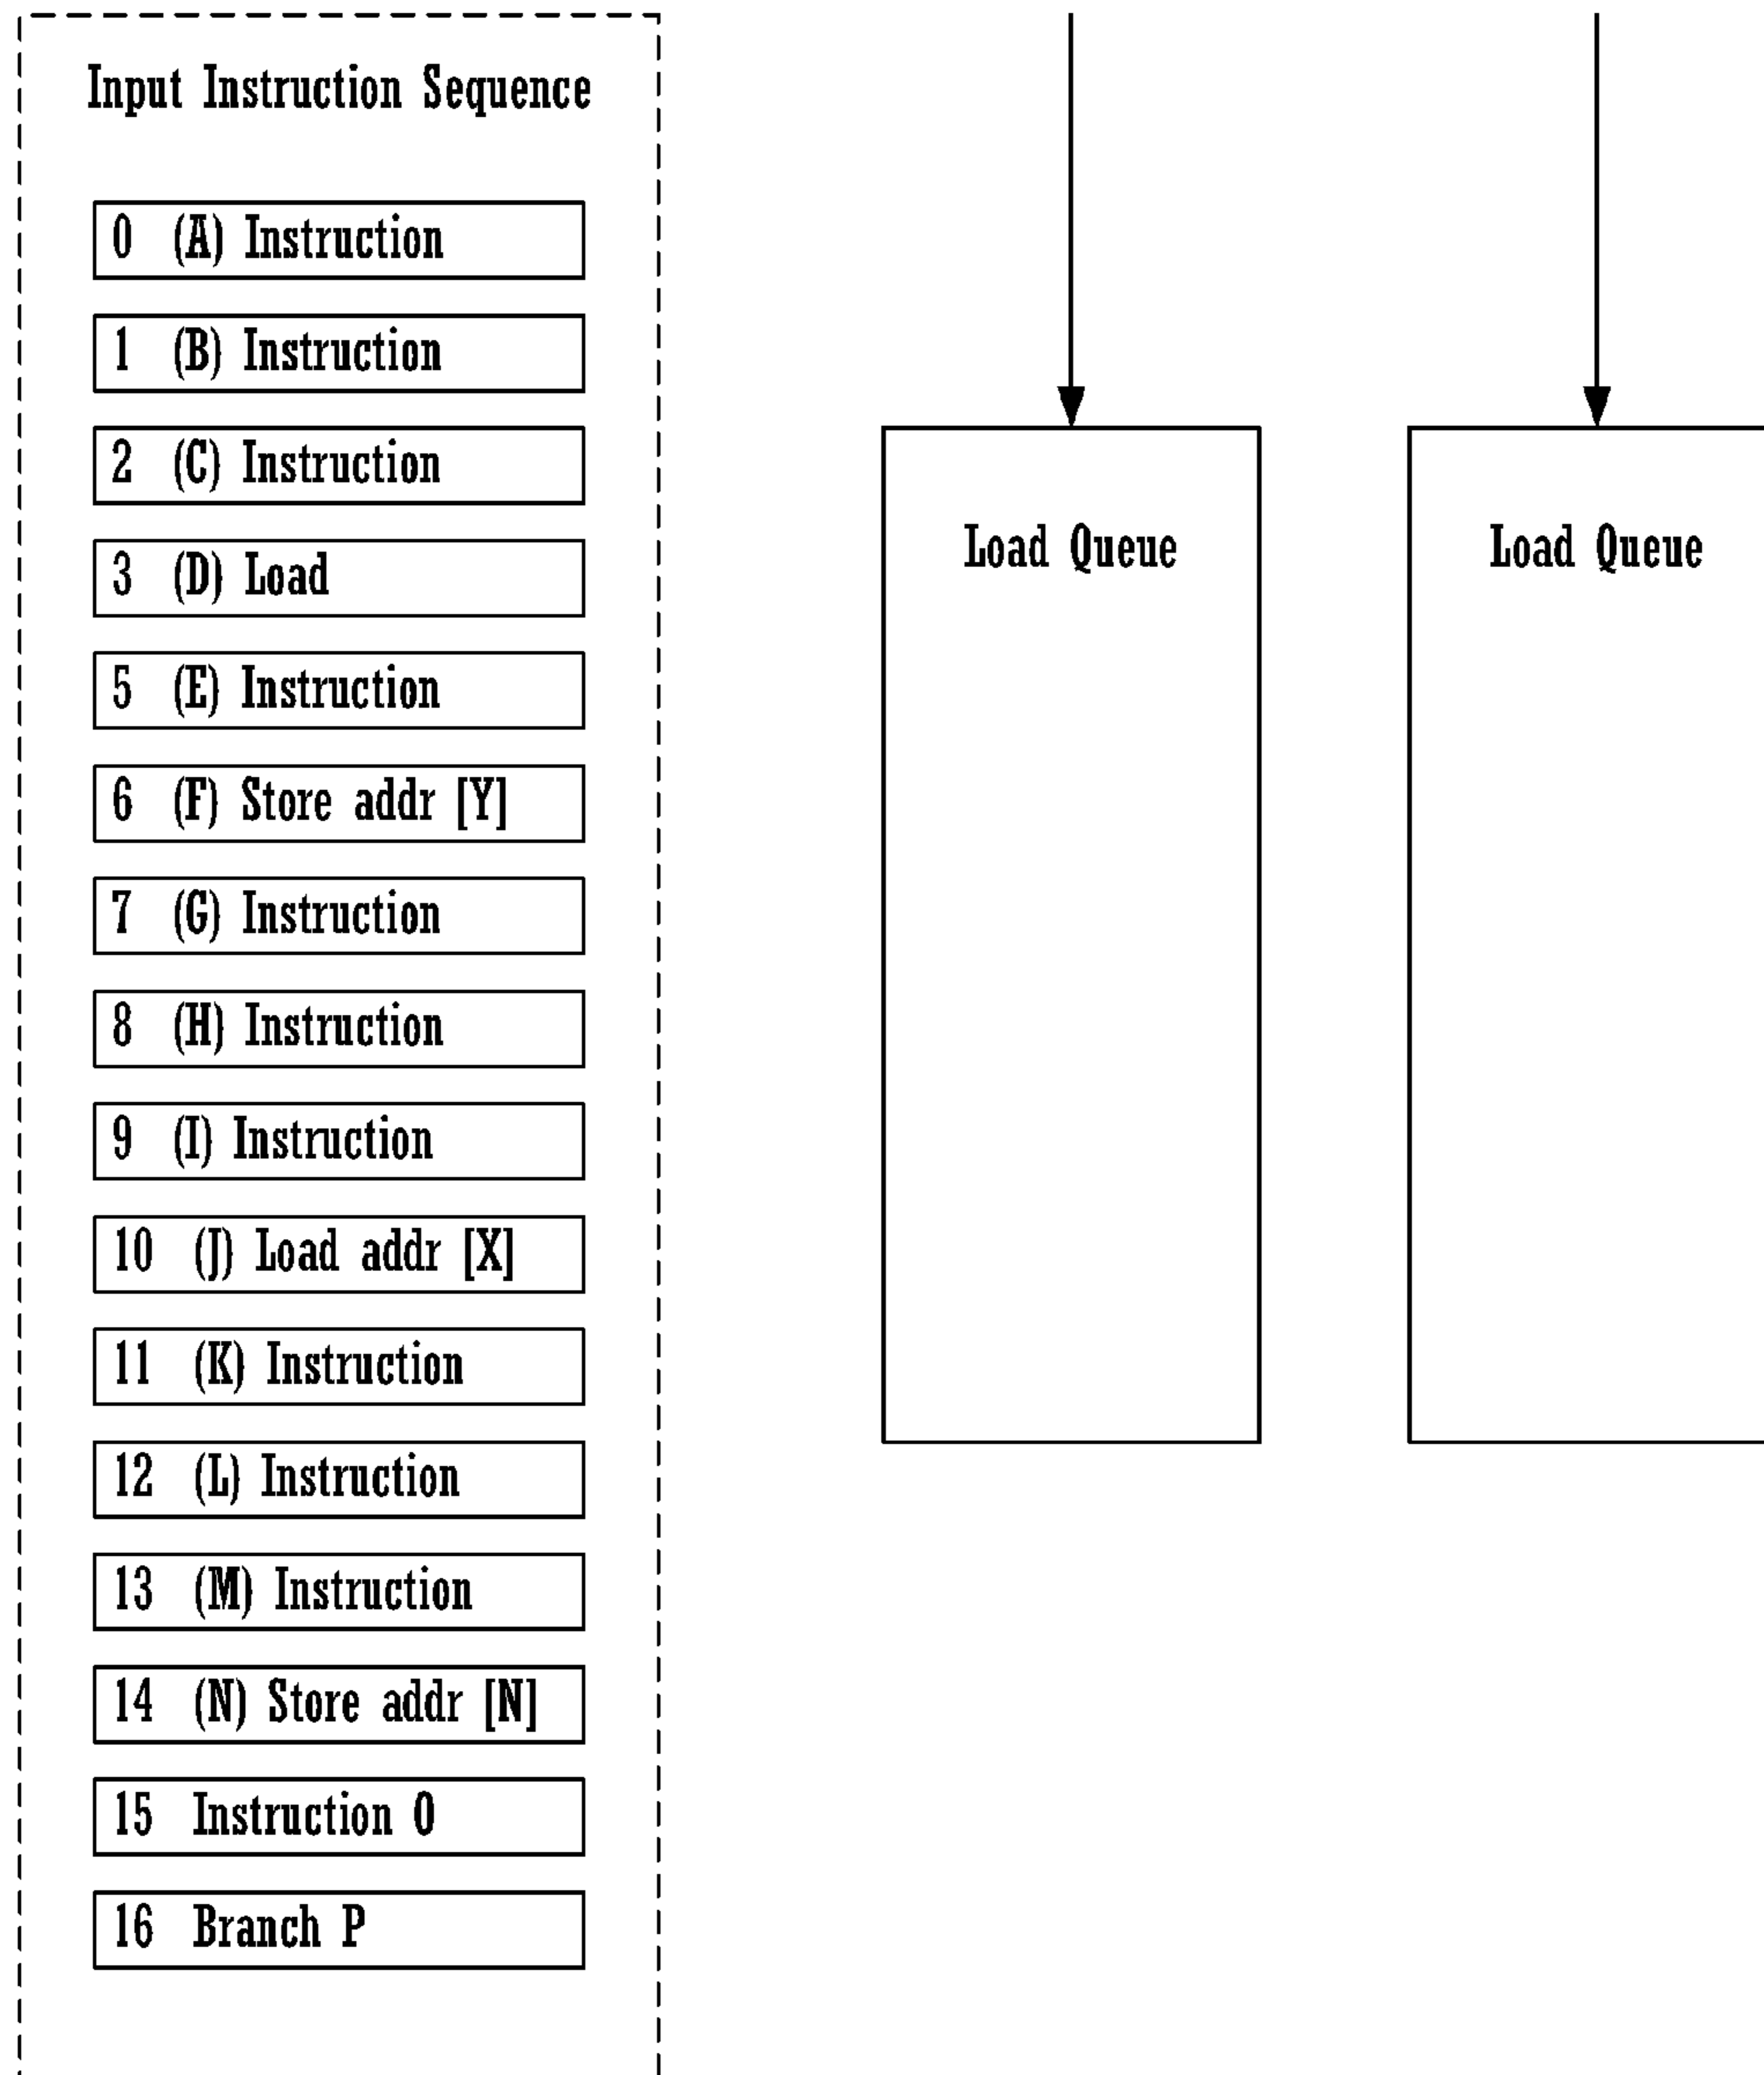 Input Instruction Sequence
0 (A) Instruction
1 (B) Instruction
2 (C) Instruction
3 (D) Load
5 (E) Instruction
6 (F) Store addr [Y]
7 (G) Instruction
8 (H) Instruction
9 (I) Instruction
10 (J) Load addr [X]
11 (K) Instruction
12 (L) Instruction
13 (M) Instruction
14 (N) Store addr [N]
15 Instruction O
16 Branch P
Load Queue
Load Queue